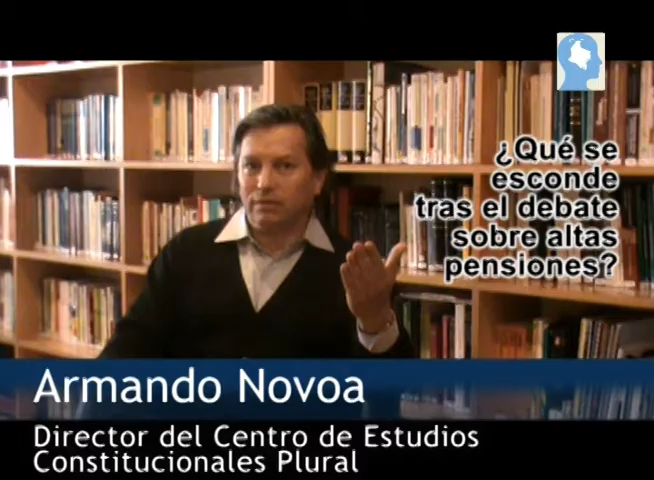 ¿Qué se
esconde
tras el debate
sobre altas
pensiones?
Armando Novoa
Director del Centro de Estudios
Constitucionales Plural